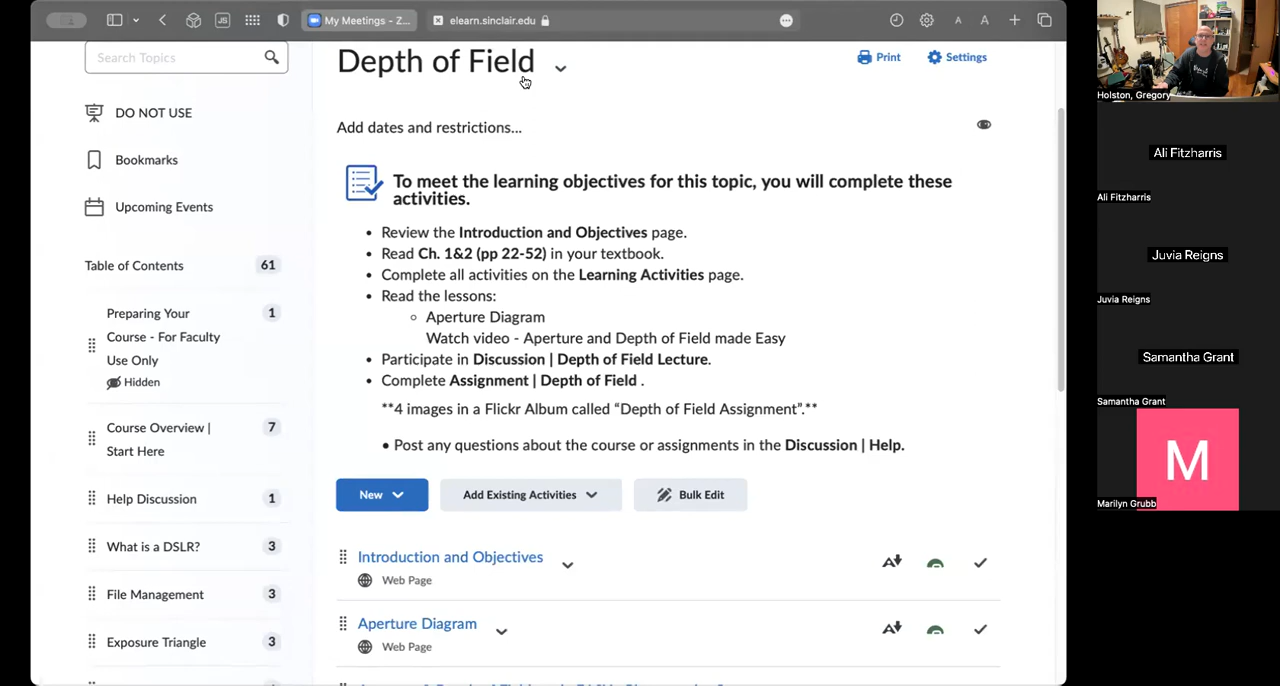 JS
My Meetings - Z...
elearn.sinclair.edu
A
A
Search Topics
DO NOT USE
Bookmarks
Upcoming Events
Table of Contents 61
Preparing Your 1
Course - For Faculty
Use Only
Hidden
Course Overview | 7
Start Here
Help Discussion 1
What is a DSLR? 3
File Management 3
Exposure Triangle 3
Depth of Field
Print
Settings
Add dates and restrictions...
To meet the learning objectives for this topic, you will complete these
activities.
• Review the Introduction and Objectives page.
• Read Ch. 1&2 (pp 22-52) in your textbook.
• Complete all activities on the Learning Activities page.
• Read the lessons:
Aperture Diagram
Watch video - Aperture and Depth of Field made Easy
• Participate in Discussion | Depth of Field Lecture.
• Complete Assignment | Depth of Field .
**4 images in a Flickr Album called “Depth of Field Assignment”.**
• Post any questions about the course or assignments in the Discussion | Help.
New
Add Existing Activities
Bulk Edit
Introduction and Objectives
Web Page
Aperture Diagram
Web Page
Holston, Gregory
Ali Fitzharris
Ali Fitzharris
Juvia Reigns
Juvia Reigns
Samantha Grant
Samantha Grant
M
Marilyn Grubb